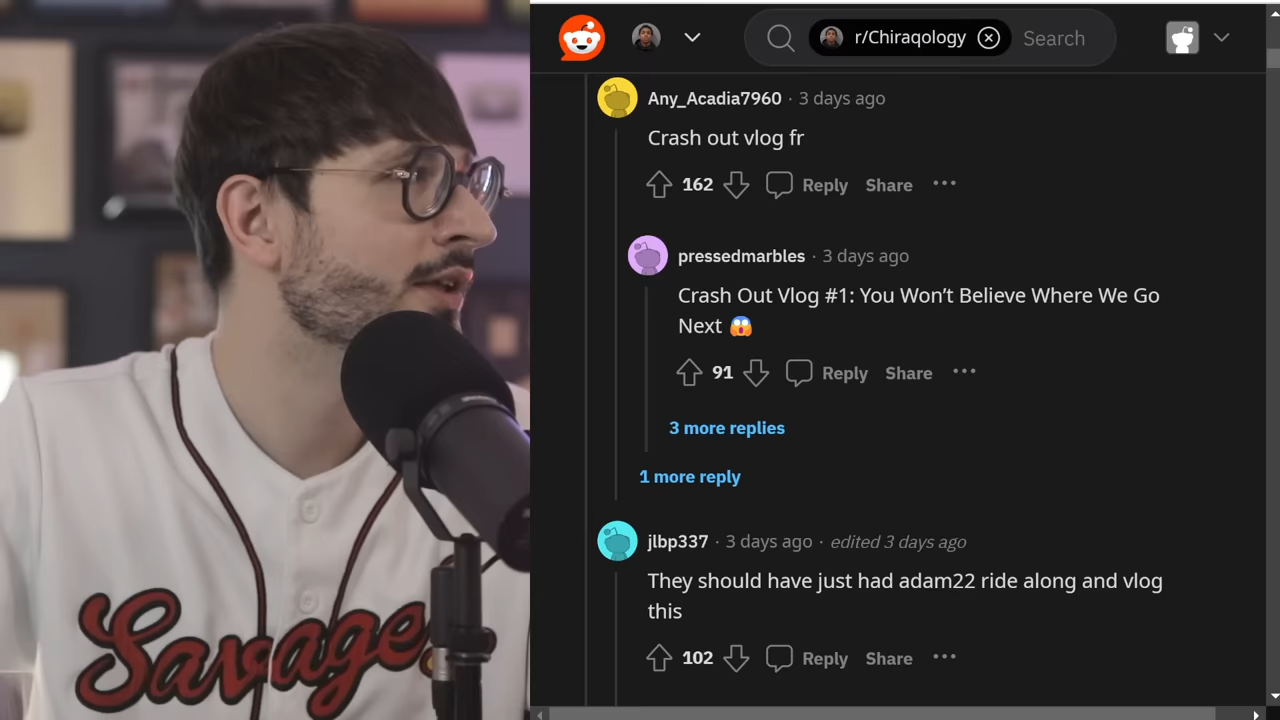 r/Chiraqology
Search
Any_Acadia7960 · 3 days ago
Crash out vlog fr
162 Reply Share ...
pressedmarbles · 3 days ago
Crash Out Vlog #1: You Won’t Believe Where We Go
Next 😱
91 Reply Share ...
3 more replies
1 more reply
jlbp337 · 3 days ago · edited 3 days ago
They should have just had adam22 ride along and vlog
this
102 Reply Share ...
Savage